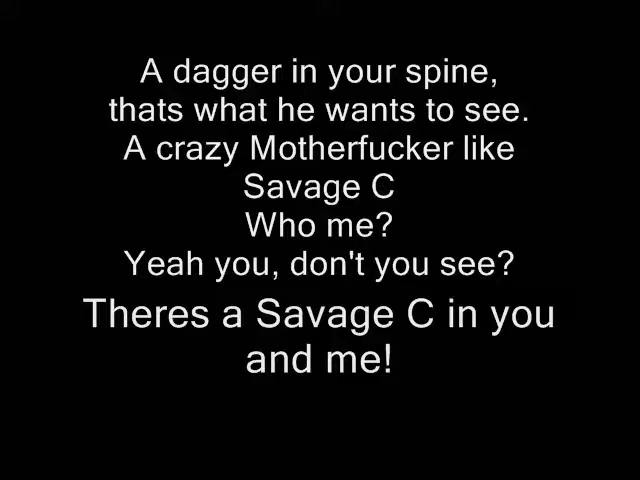 A dagger in your spine,
thats what he wants to see.
A crazy Motherfucker like
Savage C
Who me?
Yeah you, don't you see?
Theres a Savage C in you
and me!